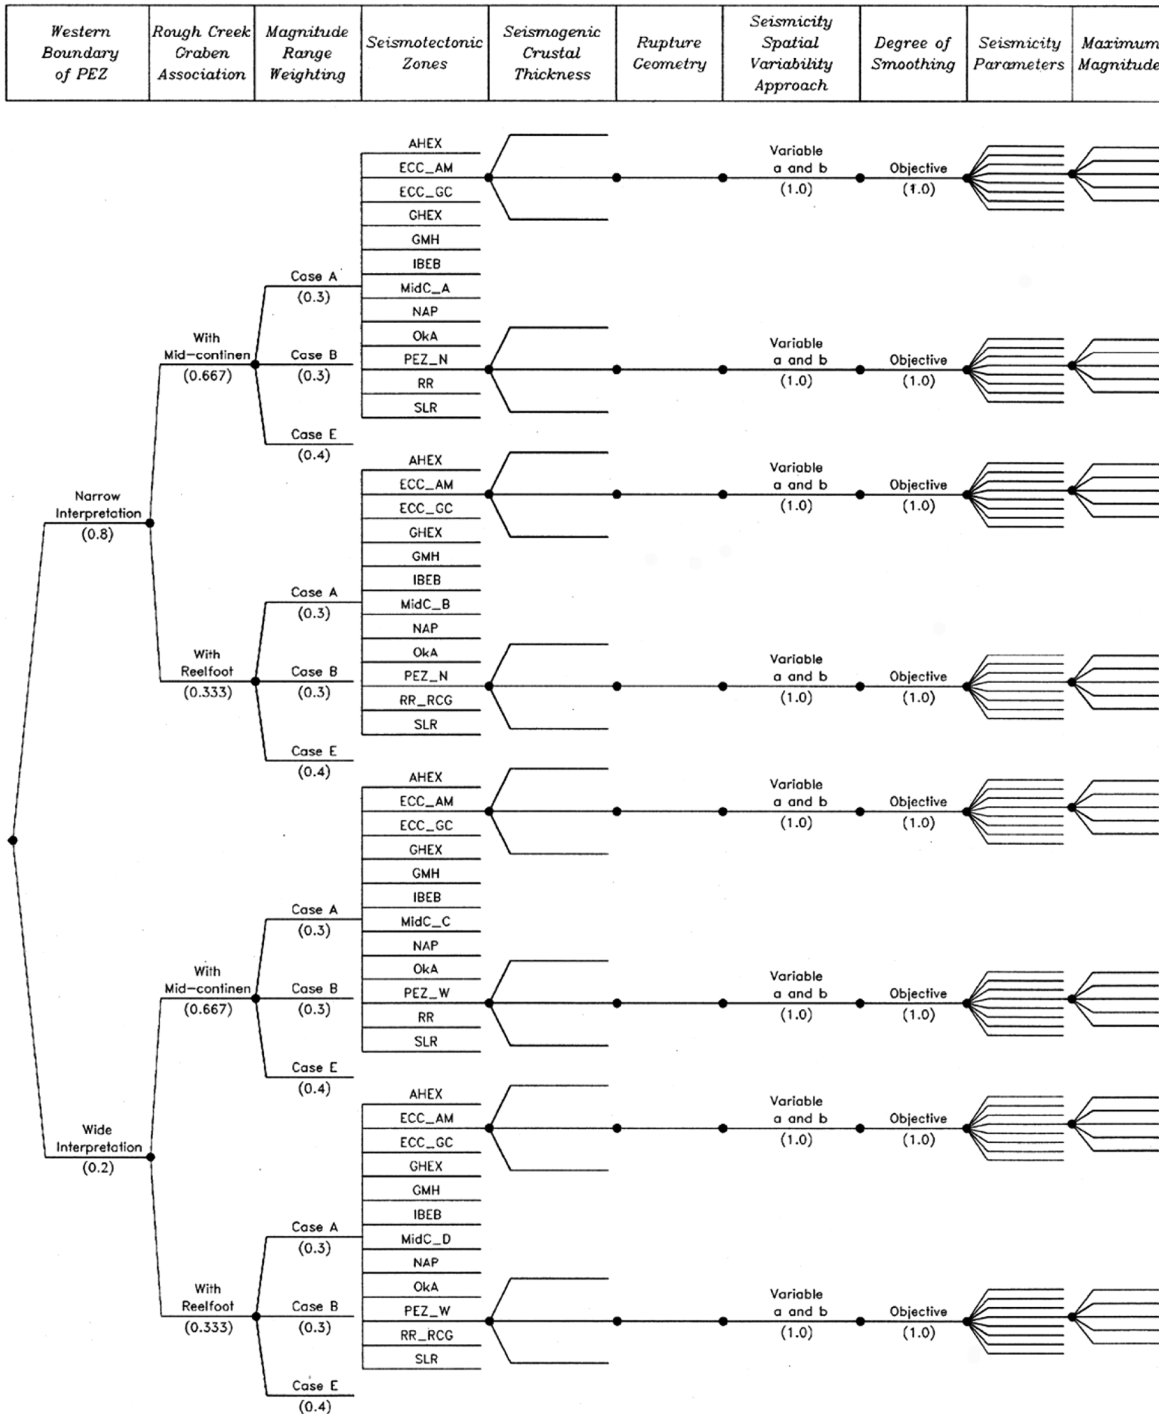 Western
Boundary
of PEZ
Rough Creek
Graben
Association
Magnitude
Range
Weighting
Seismotectonic
Zones
Seismogenic
Crustal
Thickness
Rupture
Geometry
Seismicity
Spatial
Variability
Approach
Degree of
Smoothing
Seismicity
Parameters
Maximum
Magnitude
Narrow
Interpretation
(0.8)
With
Mid-continen
(0.667)
Case A
(0.3)
Case B
(0.3)
Case E
(0.4)
AHEX
ECC_AM
ECC_GC
GHEX
GMH
IBEB
MidC_A
NAP
OkA
PEZ_N
RR
SLR
Variable
a and b
(1.0)
Objective
(1.0)
Variable
a and b
(1.0)
Objective
(1.0)
With
Reelfoot
(0.333)
Case A
(0.3)
Case B
(0.3)
Case E
(0.4)
AHEX
ECC_AM
ECC_GC
GHEX
GMH
IBEB
MidC_B
NAP
OkA
PEZ_N
RR_RCG
SLR
Variable
a and b
(1.0)
Objective
(1.0)
Variable
a and b
(1.0)
Objective
(1.0)
Wide
Interpretation
(0.2)
With
Mid-continen
(0.667)
Case A
(0.3)
Case B
(0.3)
Case E
(0.4)
AHEX
ECC_AM
ECC_GC
GHEX
GMH
IBEB
MidC_C
NAP
OkA
PEZ_W
RR
SLR
Variable
a and b
(1.0)
Objective
(1.0)
Variable
a and b
(1.0)
Objective
(1.0)
With
Reelfoot
(0.333)
Case A
(0.3)
Case B
(0.3)
Case E
(0.4)
AHEX
ECC_AM
ECC_GC
GHEX
GMH
IBEB
MidC_D
NAP
OkA
PEZ_W
RR_RCG
SLR
Variable
a and b
(1.0)
Objective
(1.0)
Variable
a and b
(1.0)
Objective
(1.0)